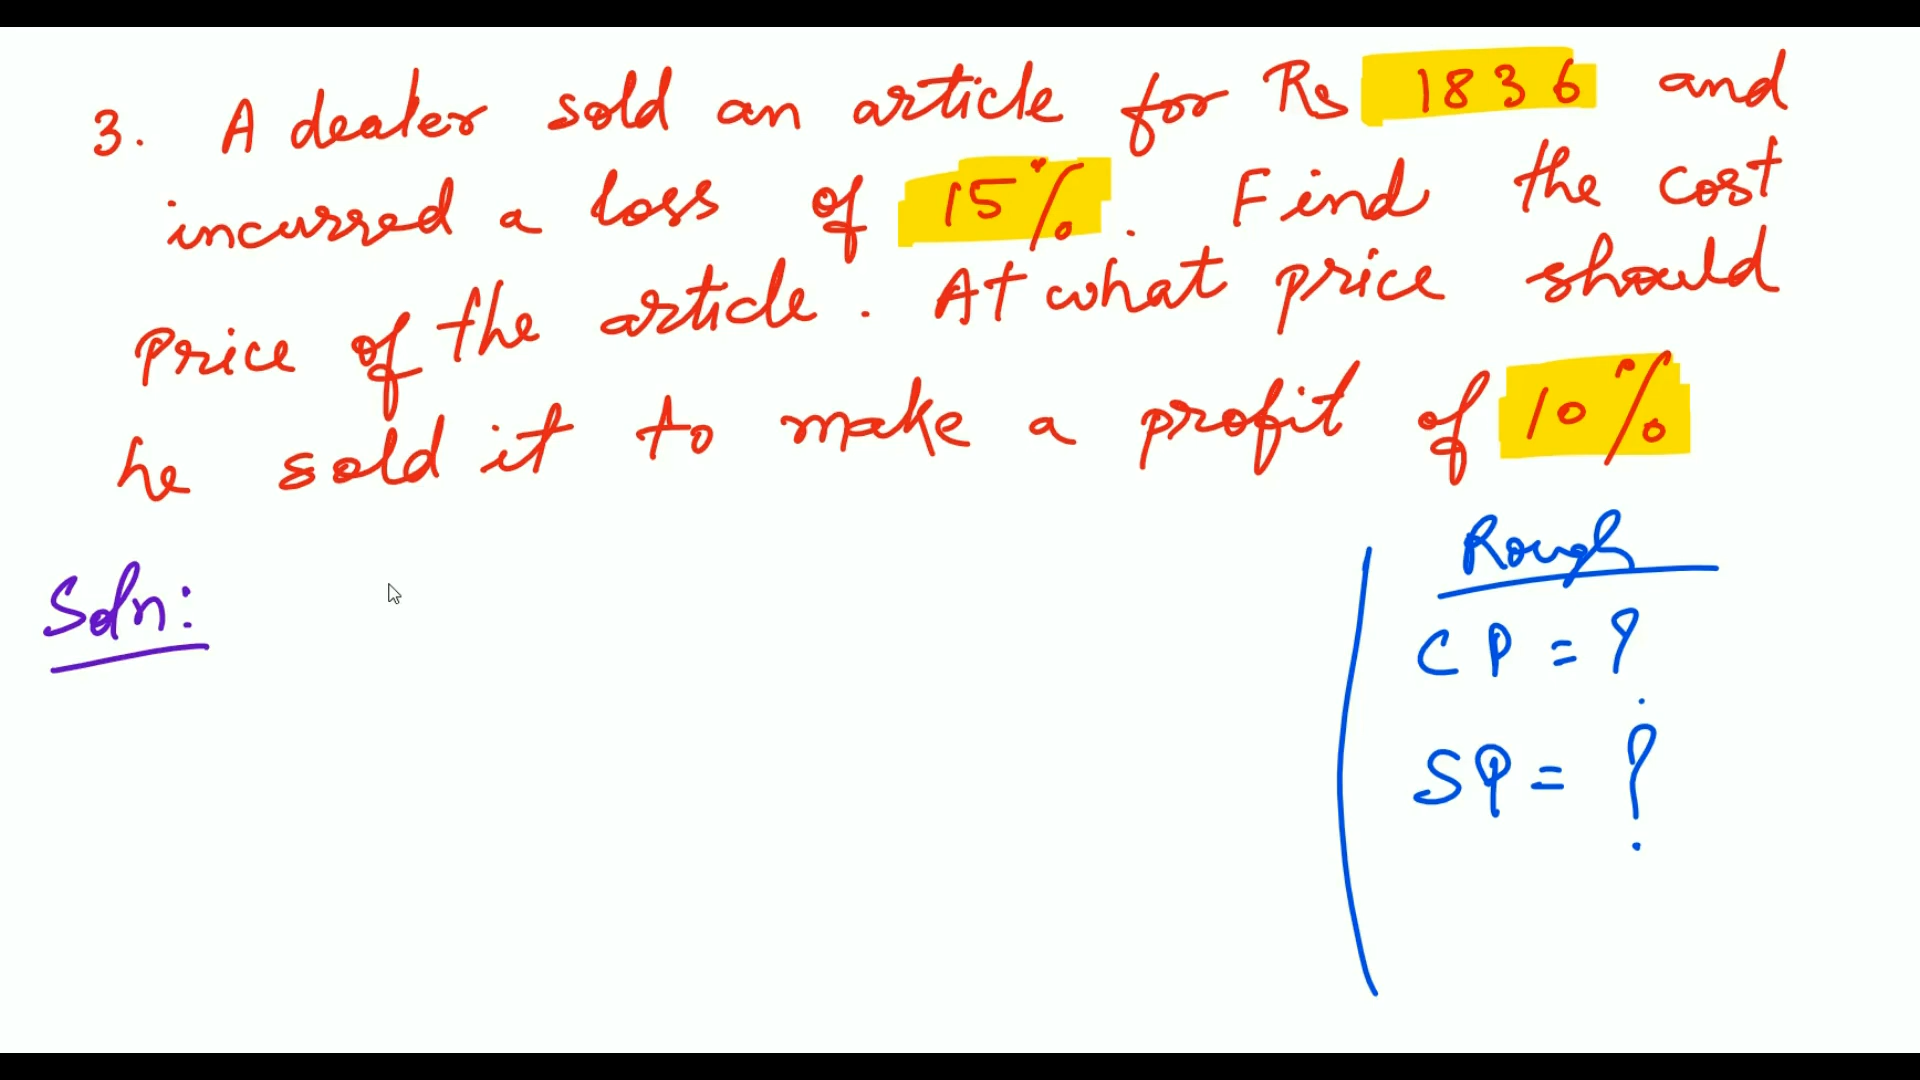 3. A dealer sold an article for Rs 1836 and
incurred a loss of 15%. Find the cost
price of the article. At what price should
he sold it to make a profit of 10%
Rough
Soln:
CP = ?
SP = ?